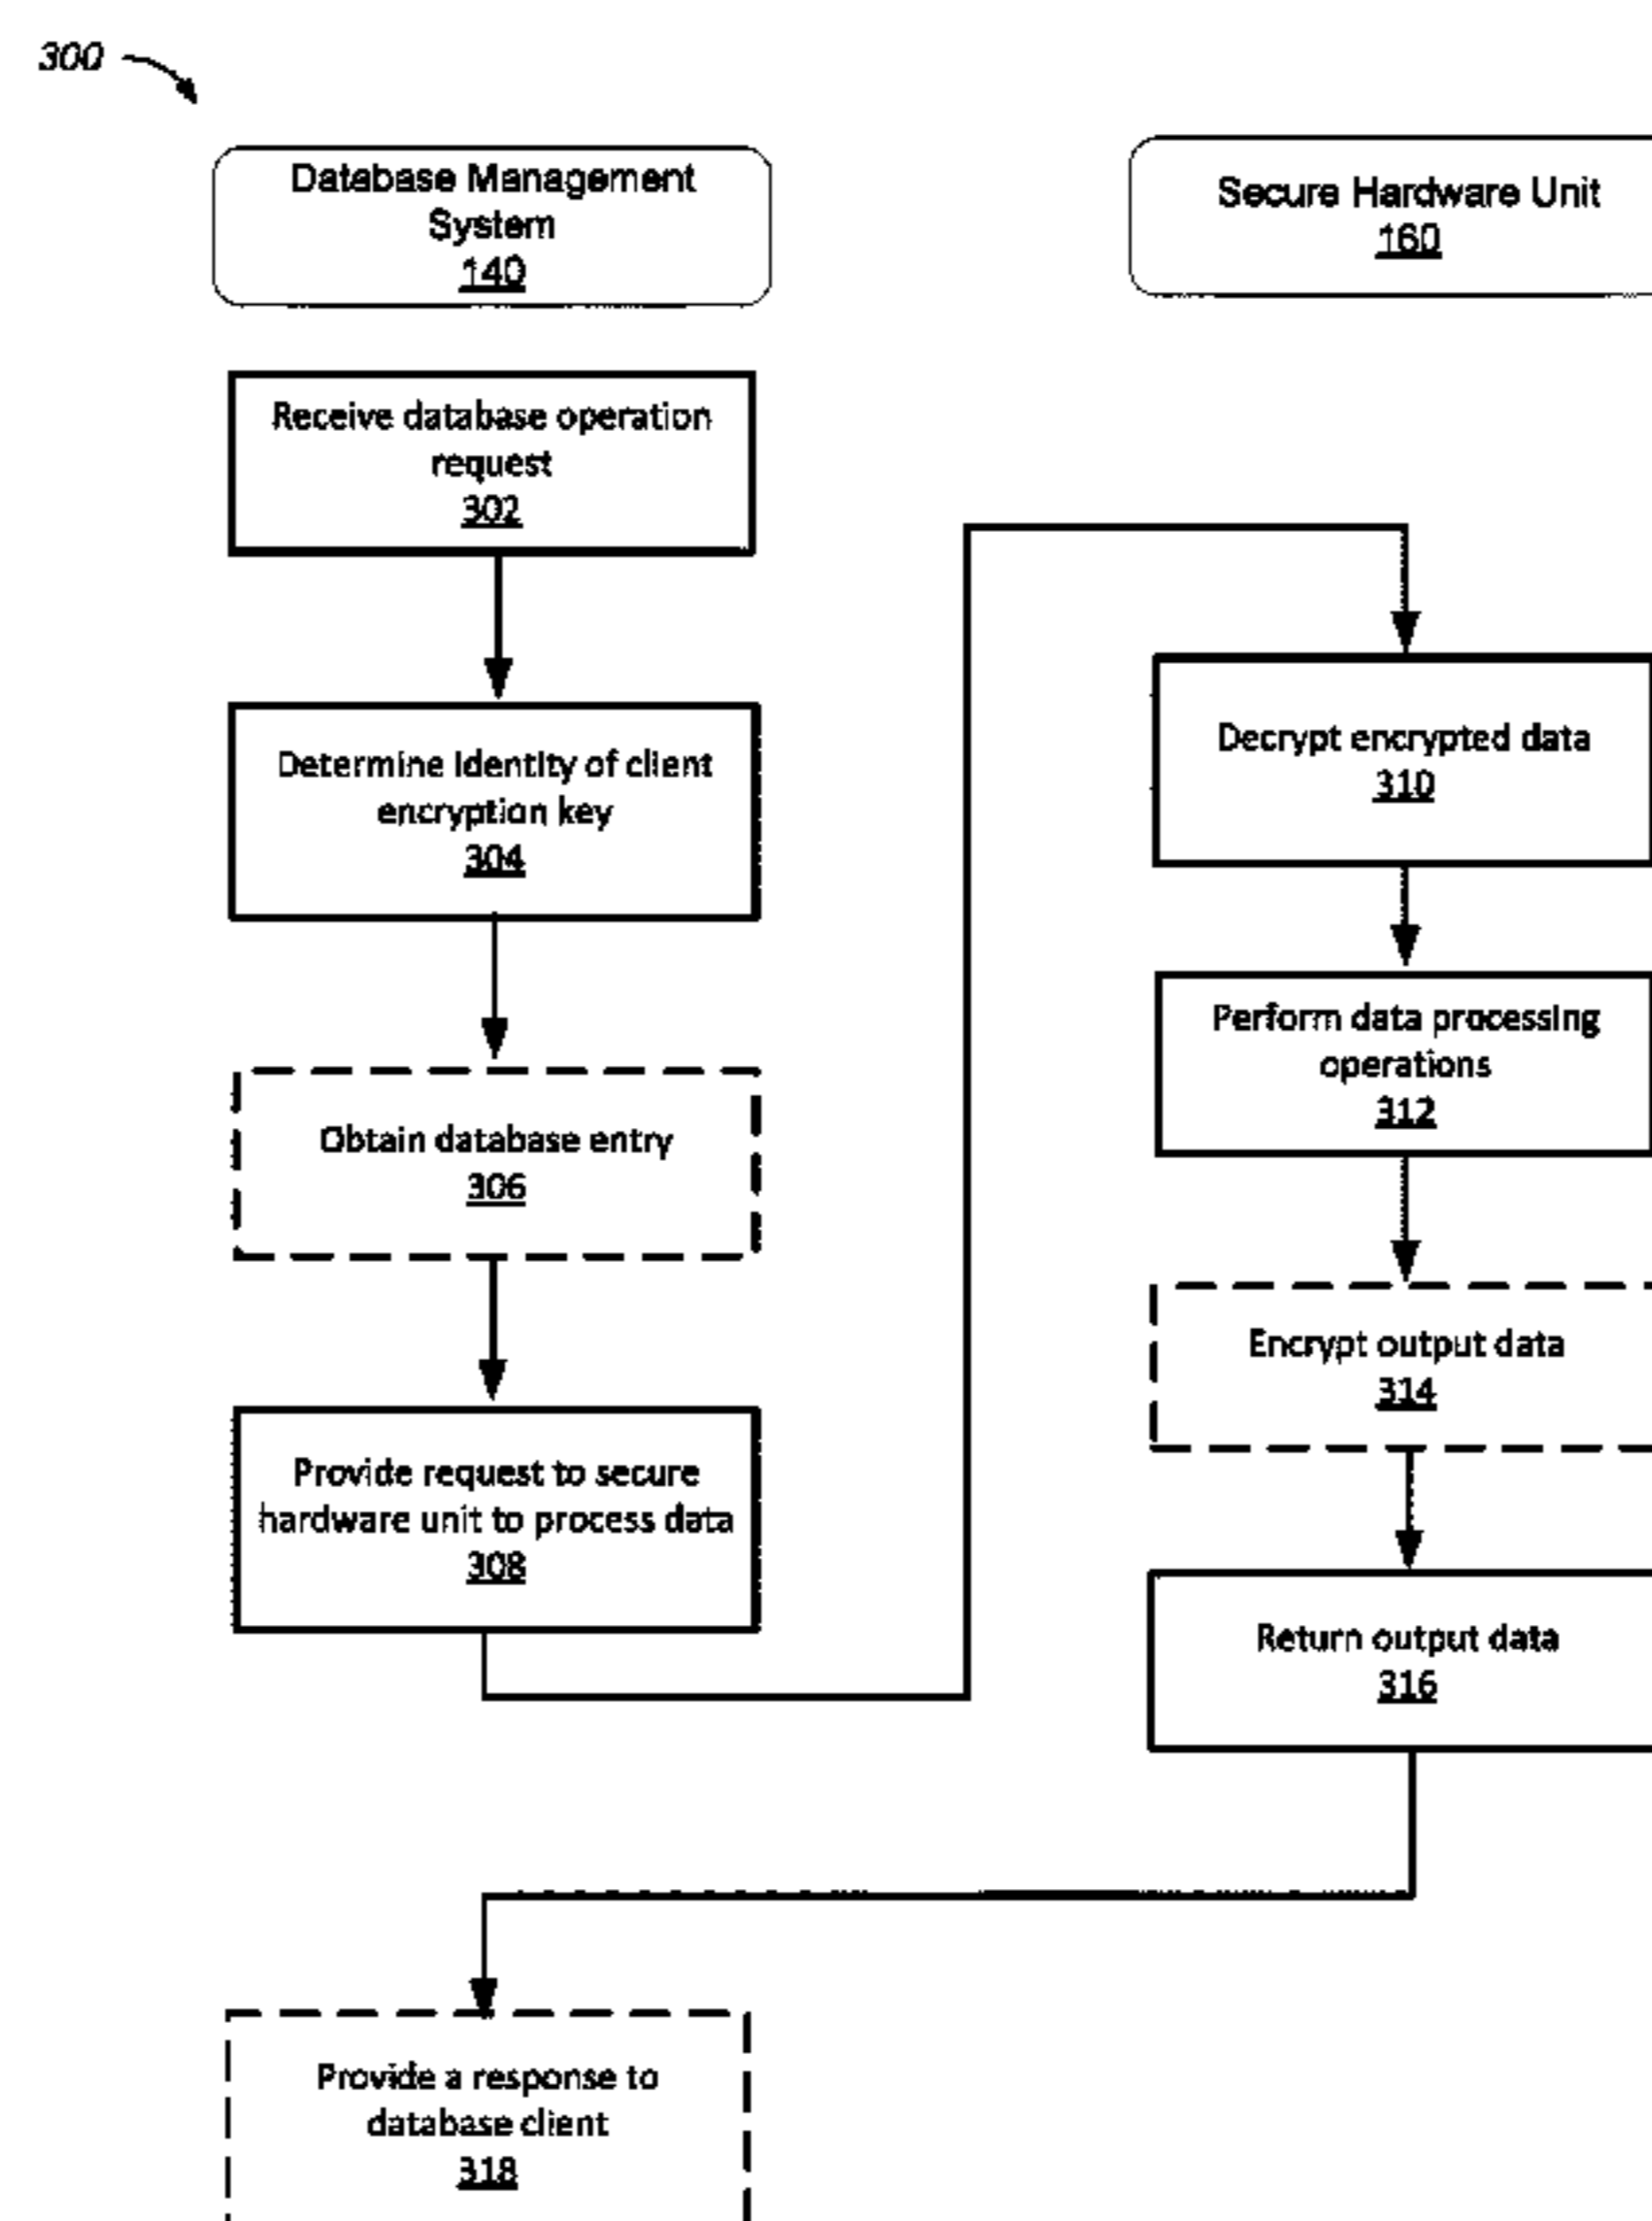 300
Database Management
System
140
Secure Hardware Unit
160
Receive database operation
request
302
Determine identity of client
encryption key
304
Obtain database entry
306
Provide request to secure
hardware unit to process data
308
Decrypt encrypted data
310
Perform data processing
operations
312
Encrypt output data
314
Return output data
316
Provide a response to
database client
318